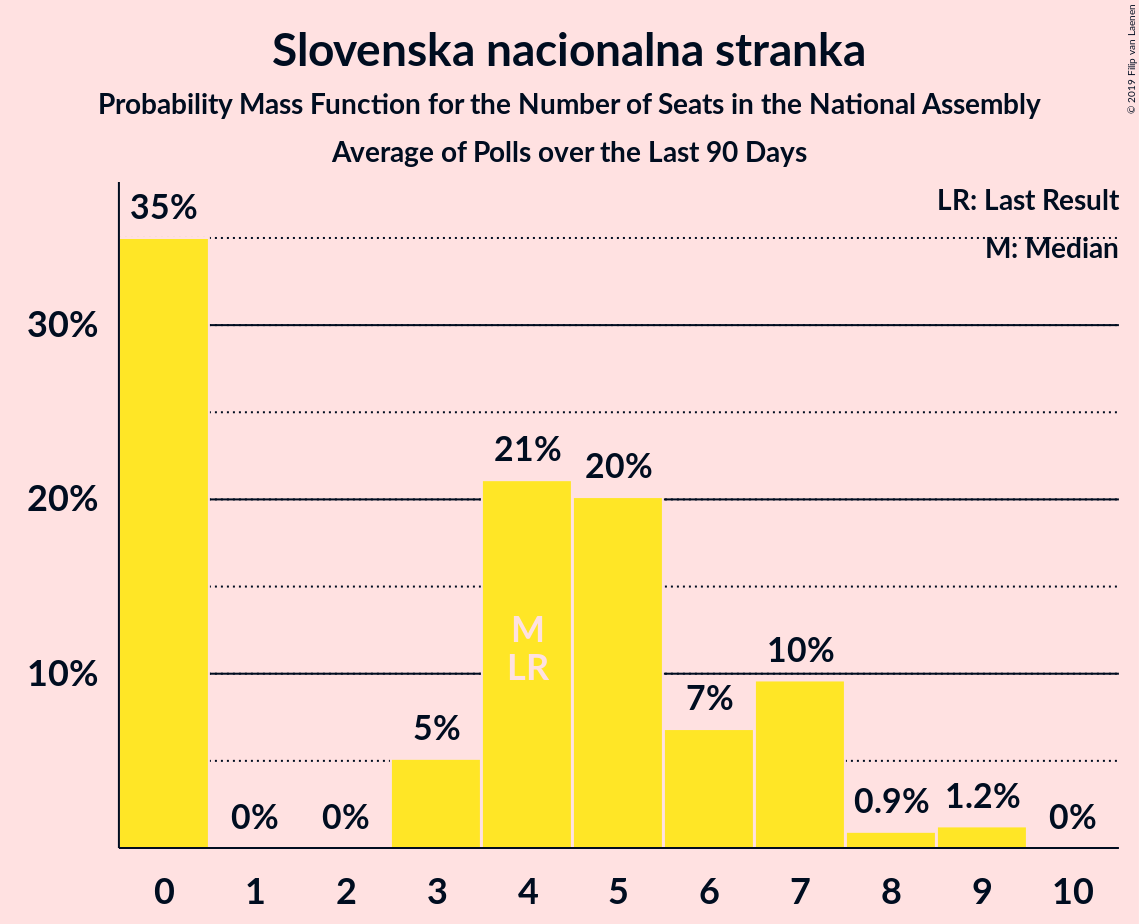 Slovenska nacionalna stranka
Probability Mass Function for the Number of Seats in the National Assembly
Average of Polls over the Last 90 Days
© 2019 Filip van Laenen
LR: Last Result
M: Median
35%
30%
21%
20%
20%
M
LR
10%
10%
7%
5%
0%
0%
0.9%
1.2%
0%
0 1 2 3 4 5 6 7 8 9 10